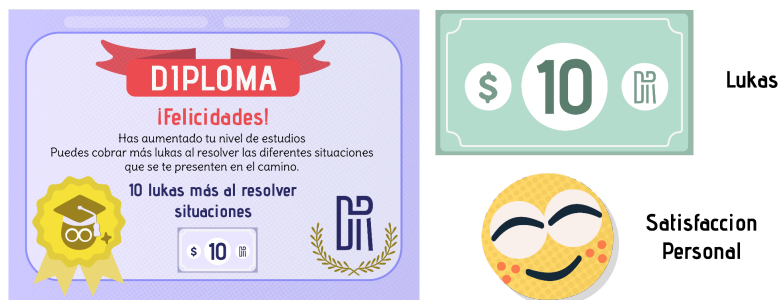 DIPLOMA
¡Felicidades!
Has aumentado tu nivel de estudios
Puedes cobrar más lukas al resolver las diferentes situaciones
que se te presenten en el camino.
10 lukas más al resolver
situaciones
$ 10
$ 10
Lukas
Satisfaccion
Personal